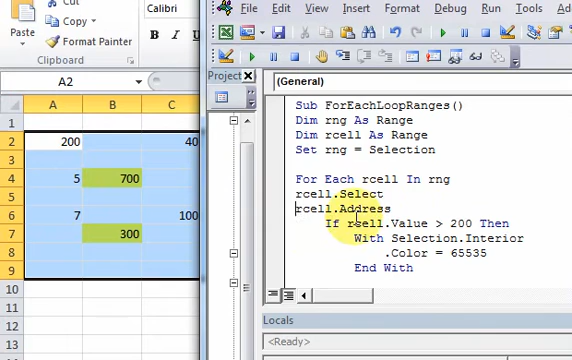 File Edit View Insert Format Debug Run Tools
Paste
Cut
Copy
Format Painter
Clipboard
Calibri
B I U
A2
A B C
1
2 200 40
3
4 5 700
5
6 7 100
7 300
8
9
10
11
12
13
14
Project
(General)
Sub ForEachLoopRanges()
Dim rng As Range
Dim rcell As Range
Set rng = Selection
For Each rcell In rng
rcell.Select
rcell.Address
If rcell.Value > 200 Then
With Selection.Interior
.Color = 65535
End With
Locals
<Ready>